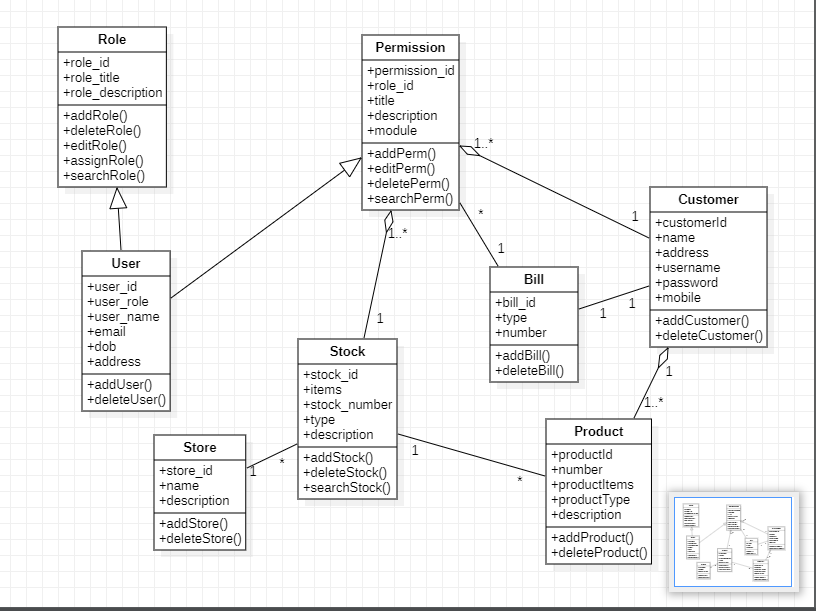 Role
+role_id
+role_title
+role_description
+addRole()
+deleteRole()
+editRole()
+assignRole()
+searchRole()
Permission
+permission_id
+role_id
+title
+description
+module
+addPerm()
+editPerm()
+deletePerm()
+searchPerm()
1..*
1
*
1
1..*
1
Customer
+customerId
+name
+address
+username
+password
+mobile
+addCustomer()
+deleteCustomer()
User
+user_id
+user_role
+user_name
+email
+dob
+address
+addUser()
+deleteUser()
Bill
+bill_id
+type
+number
+addBill()
+deleteBill()
1
1
1
1..*
Stock
+stock_id
+items
+stock_number
+type
+description
+addStock()
+deleteStock()
+searchStock()
Store
+store_id
+name
+description
+addStore()
+deleteStore()
1
*
1
*
Product
+productId
+number
+productItems
+productType
+description
+addProduct()
+deleteProduct()